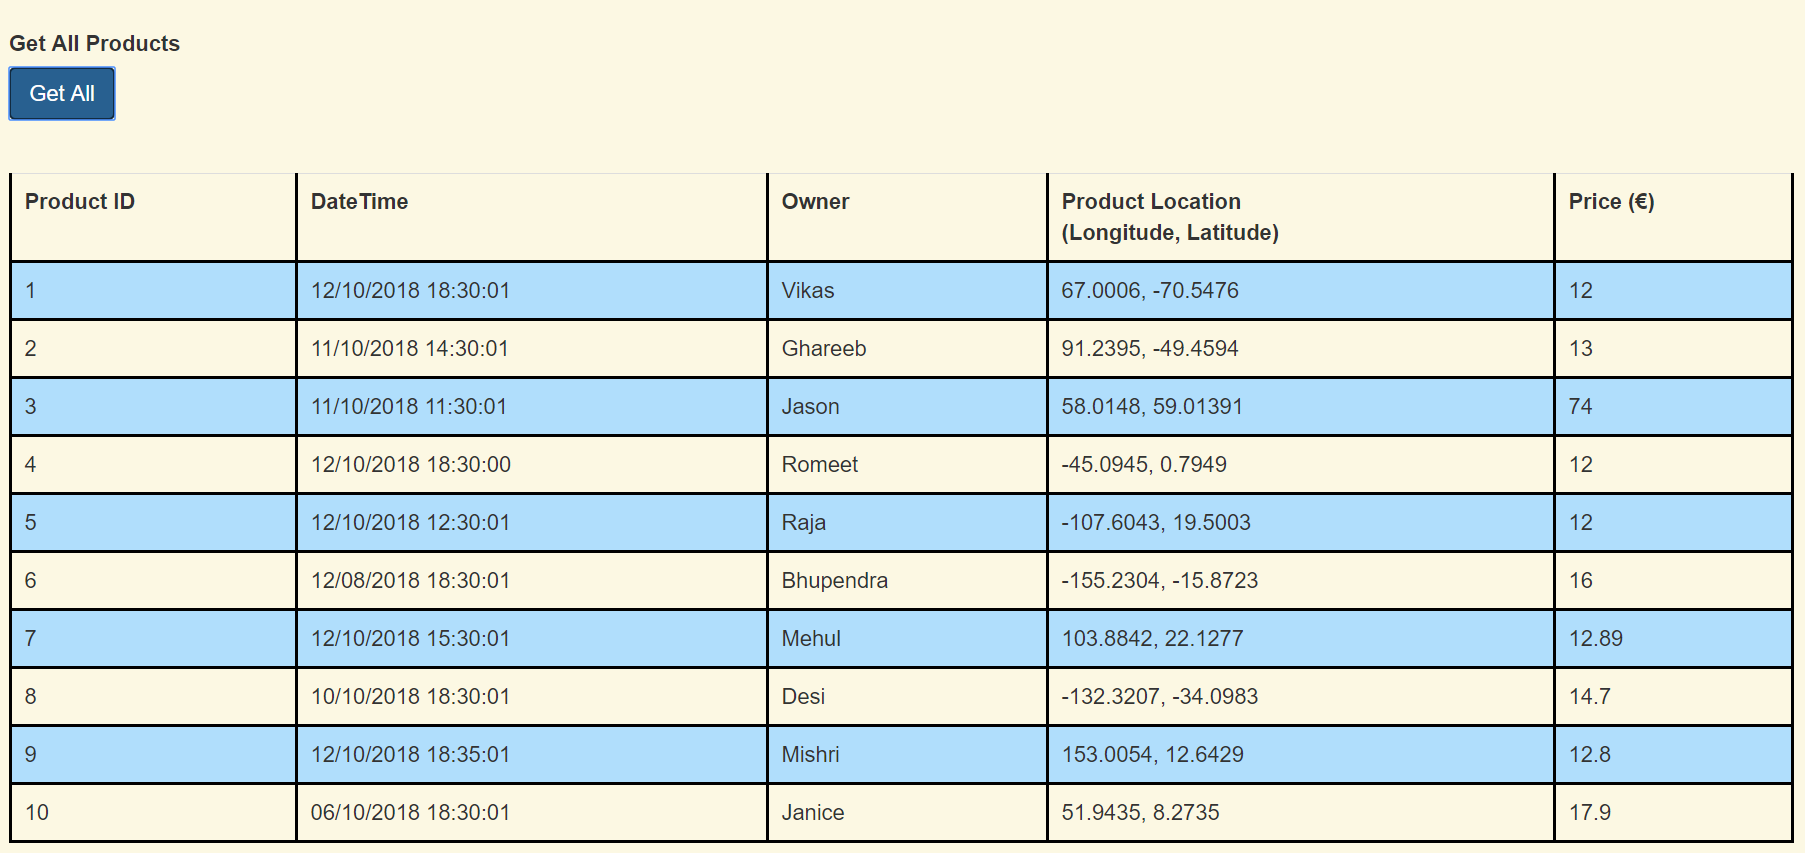 Get All Products
Get All
Product ID DateTime Owner Product Location (Longitude, Latitude) Price (€)
1 12/10/2018 18:30:01 Vikas 67.0006, -70.5476 12
2 11/10/2018 14:30:01 Ghareeb 91.2395, -49.4594 13
3 11/10/2018 11:30:01 Jason 58.0148, 59.01391 74
4 12/10/2018 18:30:00 Romeet -45.0945, 0.7949 12
5 12/10/2018 12:30:01 Raja -107.6043, 19.5003 12
6 12/08/2018 18:30:01 Bhupendra -155.2304, -15.8723 16
7 12/10/2018 15:30:01 Mehul 103.8842, 22.1277 12.89
8 10/10/2018 18:30:01 Desi -132.3207, -34.0983 14.7
9 12/10/2018 18:35:01 Mishri 153.0054, 12.6429 12.8
10 06/10/2018 18:30:01 Janice 51.9435, 8.2735 17.9